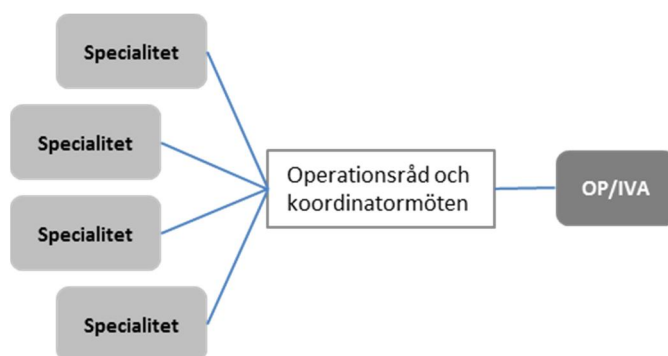 Specialitet
Specialitet
Specialitet
Specialitet
Operationsråd och
koordinatormöten
OP/IVA